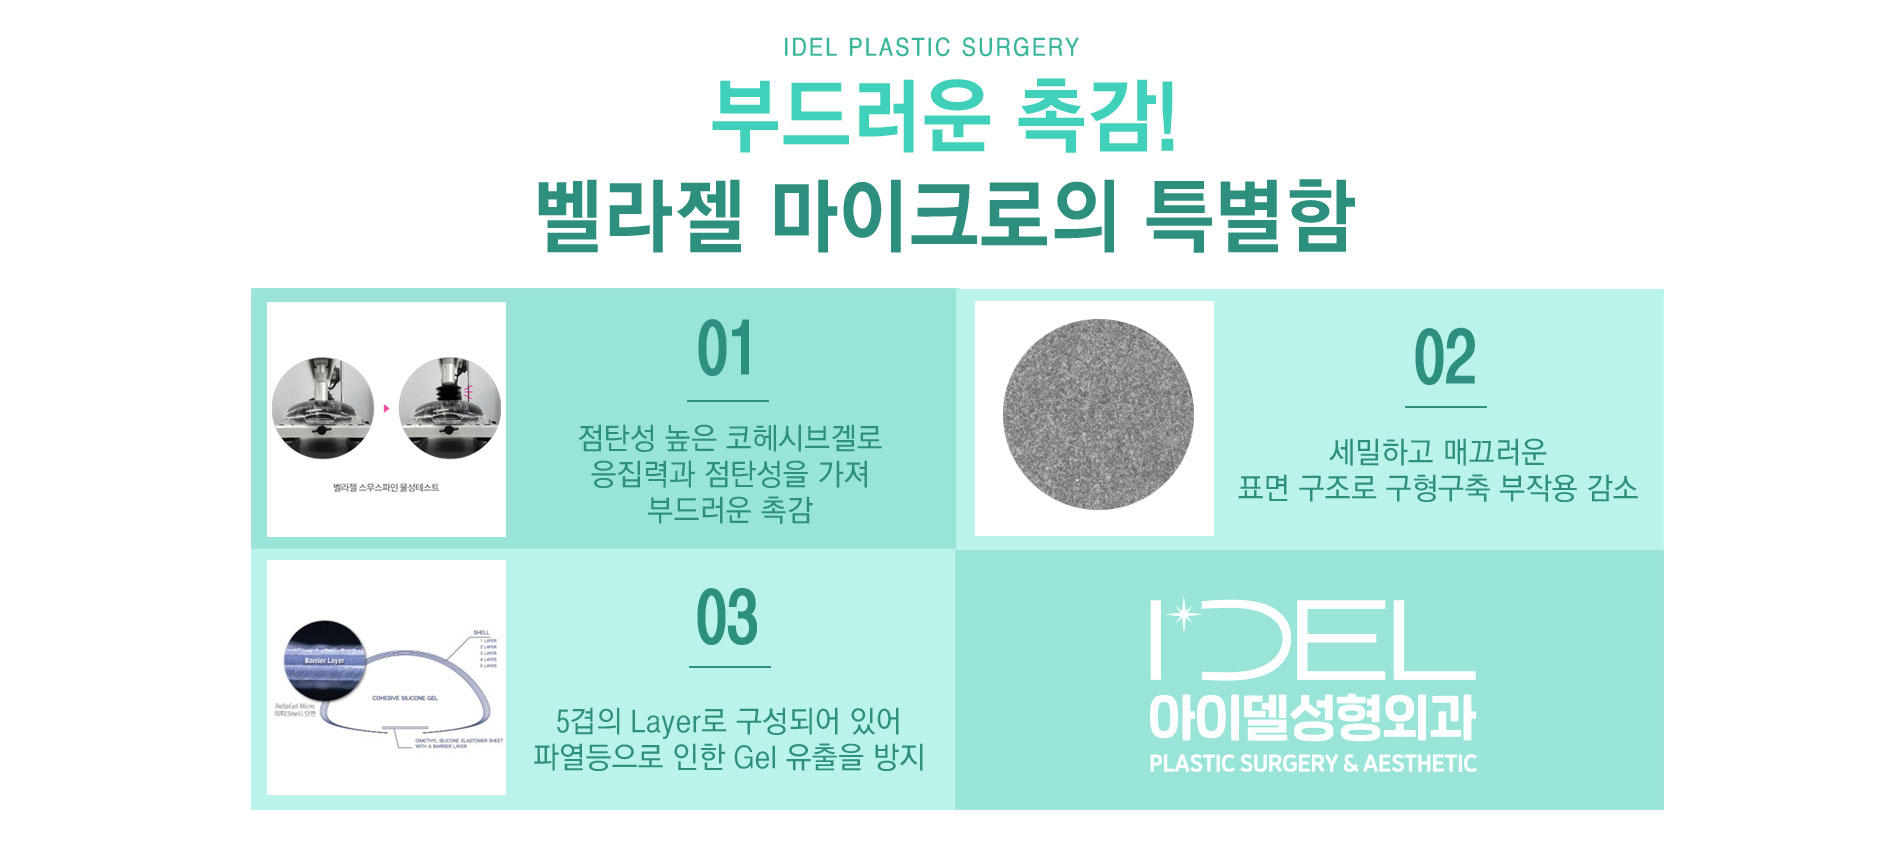 IDEL PLASTIC SURGERY
부드러운 촉감!
벨라젤 마이크로의 특별함
벨라젤 스무스파인 물성테스트
01
점탄성 높은 코헤시브겔로
응집력과 점탄성을 가져
부드러운 촉감
02
세밀하고 매끄러운
표면 구조로 구형구축 부작용 감소
Barrier Layer
SHELL
1 LAYER
2 LAYER
3 LAYER
4 LAYER
5 LAYER
COHESIVE SILICONE GEL
BellaGel Micro
외피(Shell) 단면
DIMETHYL SILICONE ELASTOMER SHEET
WITH A BARRIER LAYER
03
5겹의 Layer로 구성되어 있어
파열등으로 인한 Gel 유출을 방지
IDEL
아이델성형외과
PLASTIC SURGERY & AESTHETIC